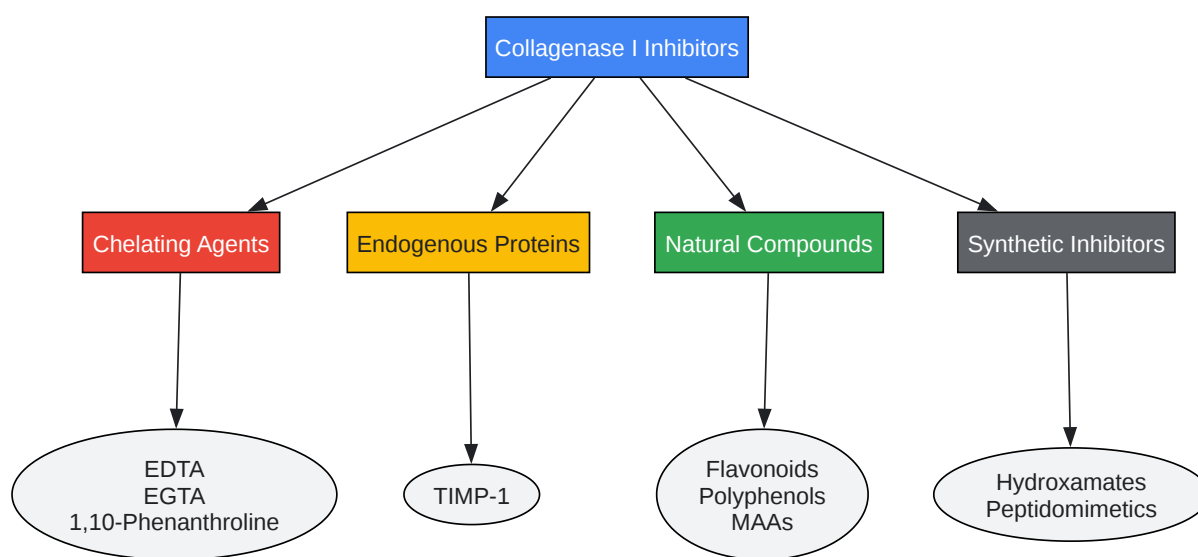 Collagenase I Inhibitors
Chelating Agents
Endogenous Proteins
Natural Compounds
Synthetic Inhibitors
EDTA
EGTA
1,10-Phenanthroline
TIMP-1
Flavonoids
Polyphenols
MAAs
Hydroxamates
Peptidomimetics